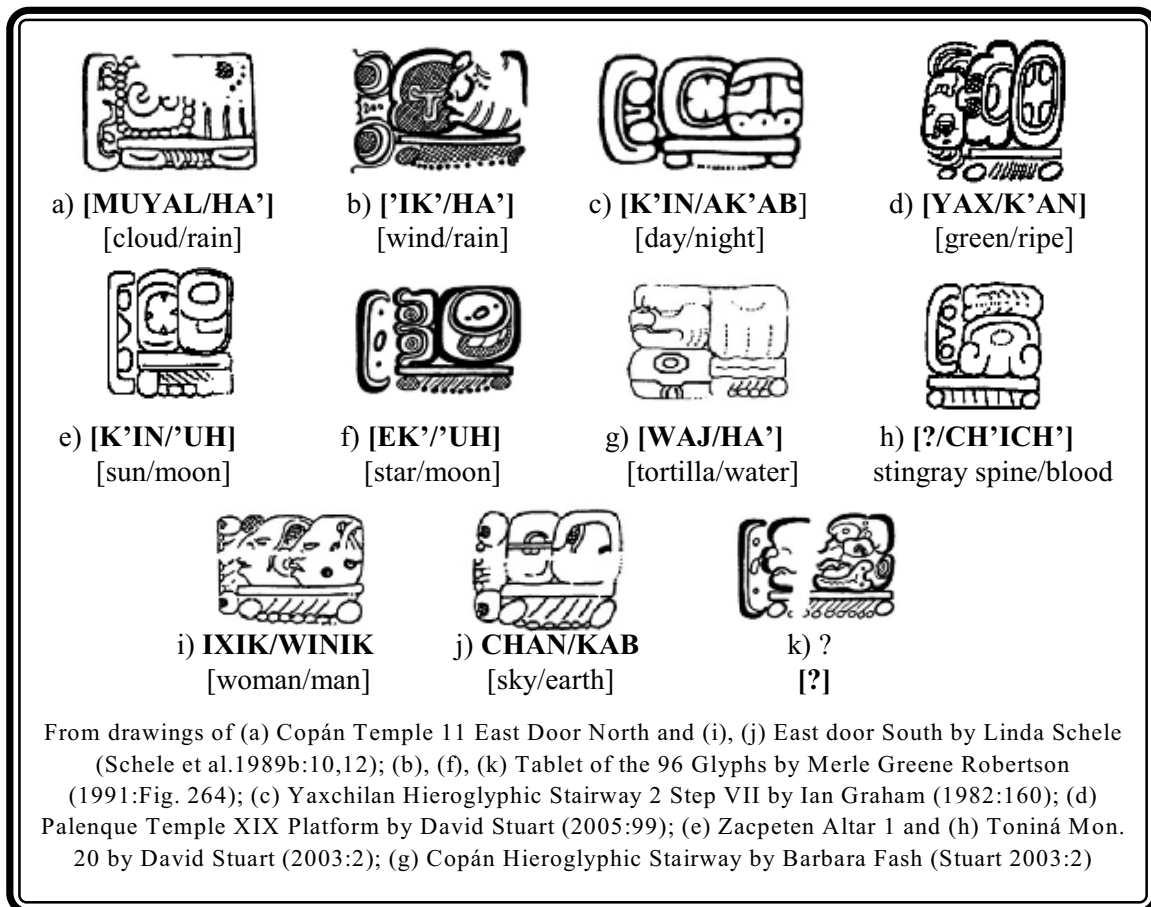 a) [MUYAL/HA’] b) [’IK’/HA’] c) [K’IN/AK’AB] d) [YAX/K’AN]
[cloud/rain] [wind/rain] [day/night] [green/ripe]
e) [K’IN/’UH] f) [EK’/’UH] g) [WAJ/HA’] h) [?/CH’ICH’]
[sun/moon] [star/moon] [tortilla/water] stingray spine/blood
i) IXIK/WINIK j) CHAN/KAB k) ?
[woman/man] [sky/earth] [?]
From drawings of (a) Copán Temple 11 East Door North and (i), (j) East door South by Linda Schele
(Schele et al.1989b:10,12); (b), (f), (k) Tablet of the 96 Glyphs by Merle Greene Robertson
(1991:Fig. 264); (c) Yaxchilan Hieroglyphic Stairway 2 Step VII by Ian Graham (1982:160); (d)
Palenque Temple XIX Platform by David Stuart (2005:99); (e) Zacpeten Altar 1 and (h) Toniná Mon.
20 by David Stuart (2003:2); (g) Copán Hieroglyphic Stairway by Barbara Fash (Stuart 2003:2)